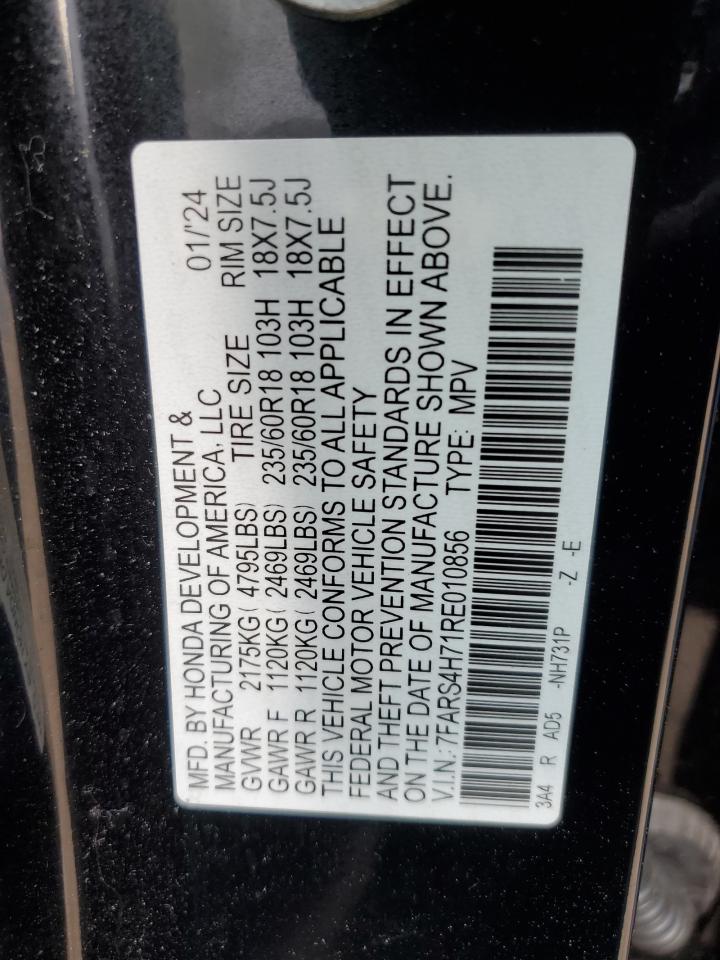 MFD. BY HONDA DEVELOPMENT &
MANUFACTURING OF AMERICA, LLC 01/'24
GVWR 2175KG( 4795LBS) TIRE SIZE RIM SIZE
GAWR F 1120KG( 2469LBS) 235/60R18 103H 18X7.5J
GAWR R 1120KG( 2469LBS) 235/60R18 103H 18X7.5J
THIS VEHICLE CONFORMS TO ALL APPLICABLE
FEDERAL MOTOR VEHICLE SAFETY
AND THEFT PREVENTION STANDARDS IN EFFECT
ON THE DATE OF MANUFACTURE SHOWN ABOVE.
V.I.N.:7FARS4H71RE010856 TYPE: MPV
3A4 R AD5 -NH731P -Z -E